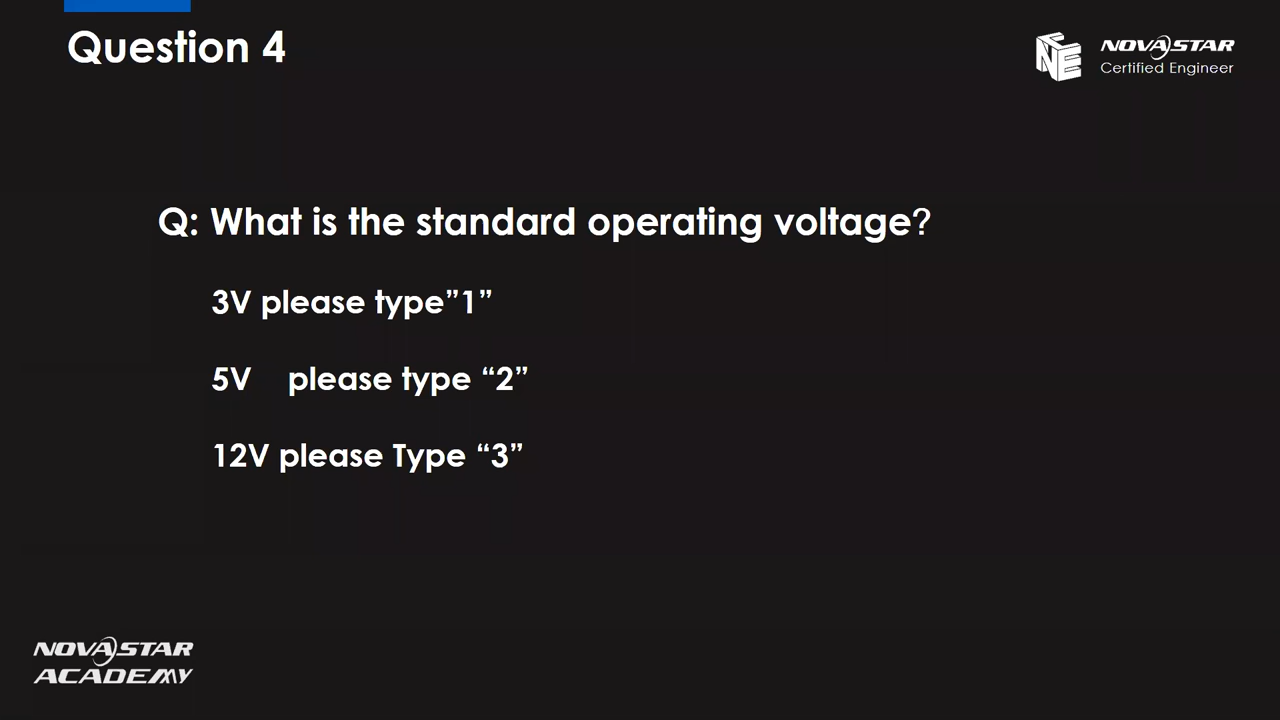 Question 4
NOVASTAR
Certified Engineer
CNE
Q: What is the standard operating voltage?
3V please type”1”
5V please type “2”
12V please Type “3”
NOVASTAR
ACADEMY